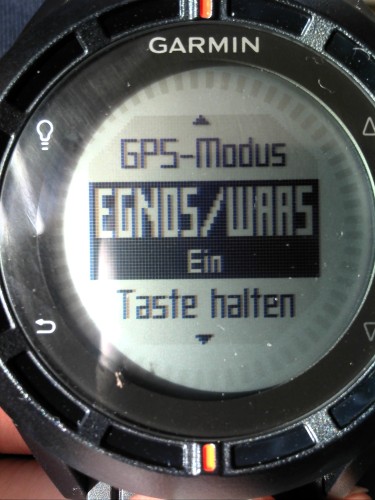 GARMIN
GPS-Modus
EGNOS/WAAS
Ein
Taste halten